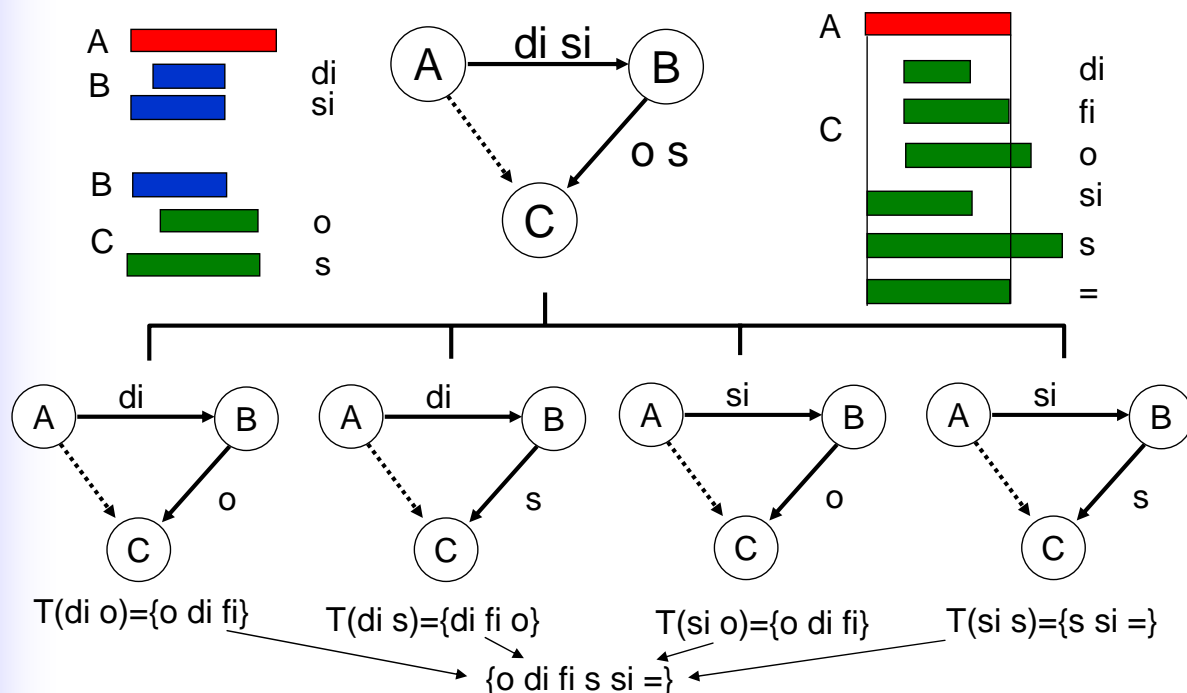 A
B
di
si
B
C
o
s
A
di si
B
o s
C
A
C
di
fi
o
si
s
=
A
di
B
o
C
A
di
B
s
C
A
si
B
o
C
A
si
B
s
C
T(di o)={o di fi}
T(di s)={di fi o}
T(si o)={o di fi}
T(si s)={s si =}
{o di fi s si =}